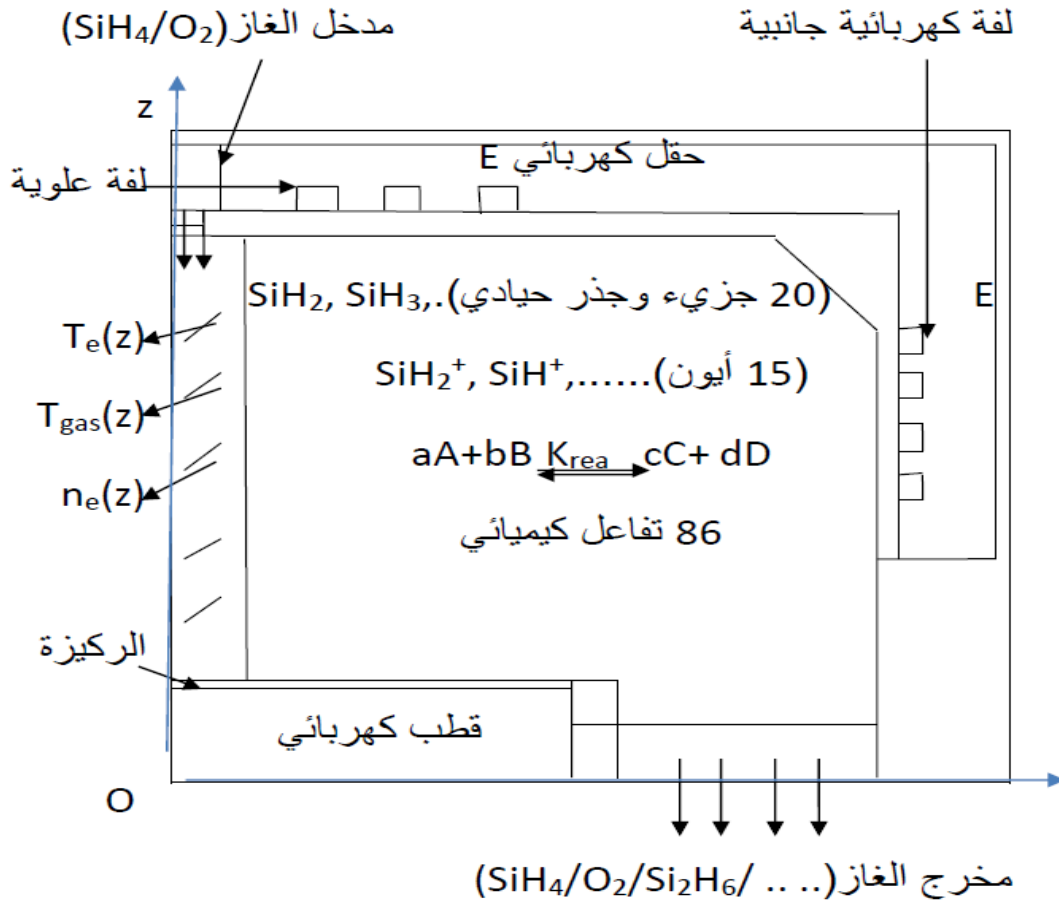 مدخل الغاز(SiH₄/O₂)
لفة كهربائية جانبية
z
حقل كهربائي E
لفة علوية
SiH₂, SiH₃,.(20 جزيء وجذر حيادي)
E
Tₑ(z)
SiH₂⁺, SiH⁺,......(15 أيون)
T_gas(z)
aA+bB K_rea cC+ dD
nₑ(z)
86 تفاعل كيميائي
الركيزة
قطب كهربائي
O
مخرج الغاز(SiH₄/O₂/Si₂H₆/ .. ..)